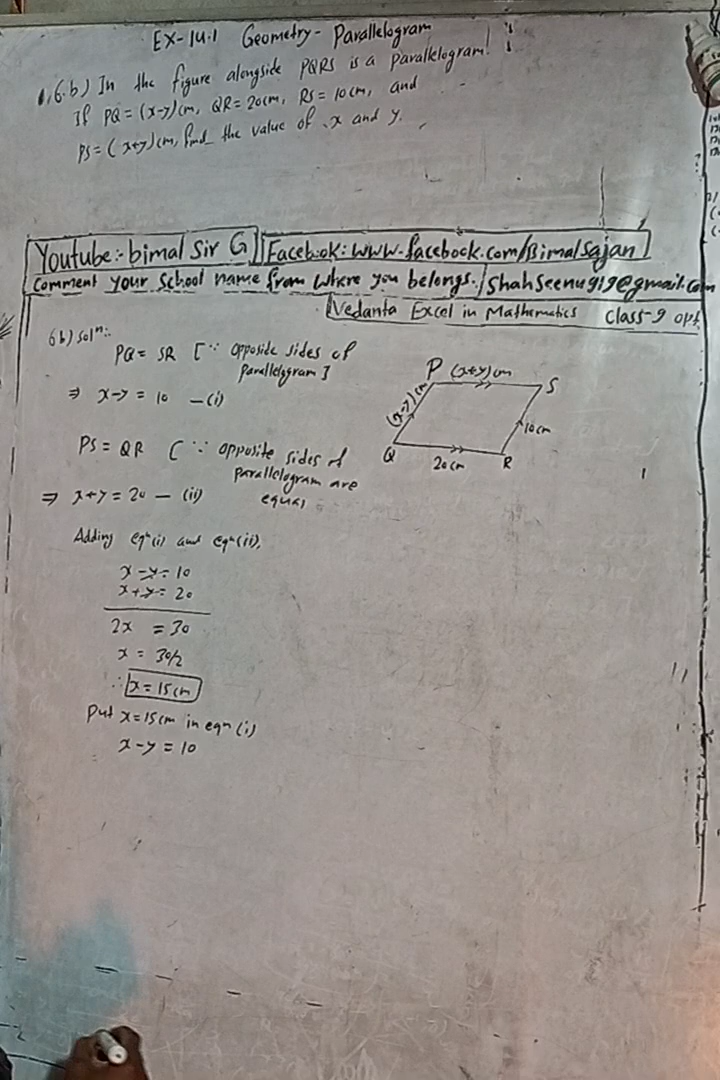 EX-14.1 Geometry - Parallelogram
1, 6.b) In the figure alongside PQRS is a parallelogram.
If PQ = (x-y)cm, QR = 20cm, RS = 10cm, and
PS = (x+y)cm, find the value of x and y.
Youtube:- bimal Sir G
Facebook: www.facebook.com/Bimalsajan
Comment your School name from where you belongs.
Shahseenu919@gmail.com
Vedanta Excel in Mathematics Class-9 opt.
6b) solⁿ:-
PQ = SR [∵ opposide sides of
parallelogram]
⇒ x-y = 10 —(i)
PS = QR [∵ opposite sides of
parallelogram are
equal
⇒ x+y = 20 — (ii)
P (x+y)cm S
(x-y)cm
10cm
Q 20cm R
Adding eqⁿ(i) and eqⁿ(ii),
x-y = 10
x+y = 20
2x = 30
x = 30/2
∴ x = 15cm
Put x=15cm in eqn (i)
x-y = 10